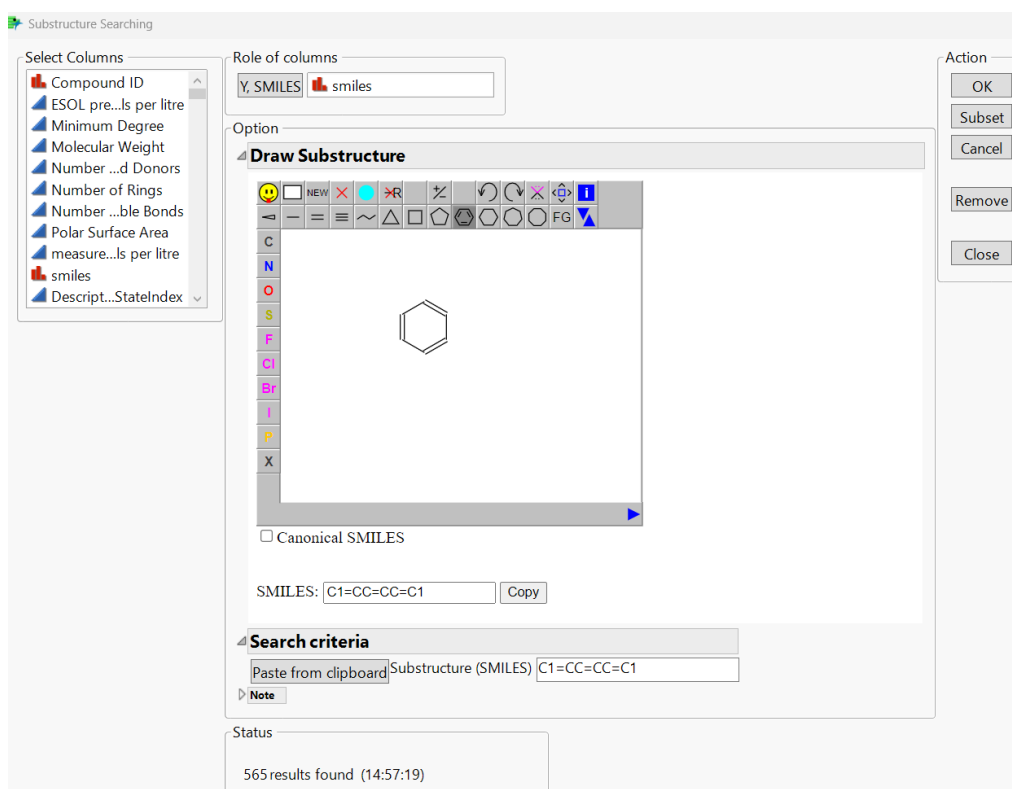 Substructure Searching
Select Columns
Compound ID
ESOL pre...ls per litre
Minimum Degree
Molecular Weight
Number ...d Donors
Number of Rings
Number ...ble Bonds
Polar Surface Area
measure...ls per litre
smiles
Descript...StateIndex
Role of columns
Y, SMILES
smiles
Option
Draw Substructure
NEW
R
+/-
i
FG
C
N
O
S
F
Cl
Br
I
P
X
Canonical SMILES
SMILES: C1=CC=CC=C1 Copy
Search criteria
Paste from clipboard Substructure (SMILES) C1=CC=CC=C1
Note
Status
565 results found (14:57:19)
Action
OK
Subset
Cancel
Remove
Close